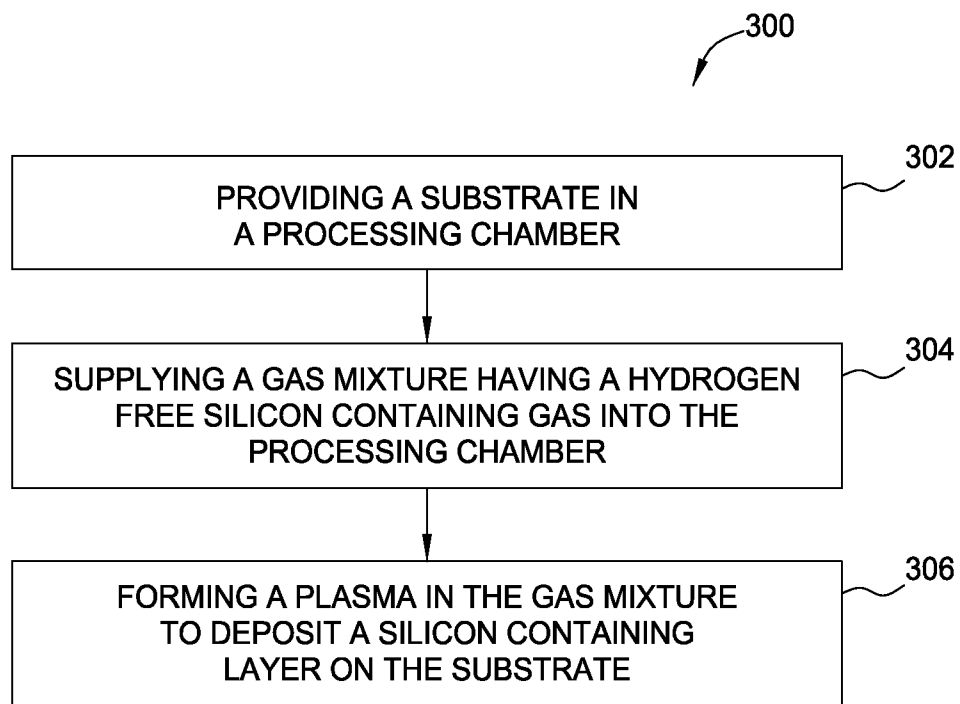 300
302
PROVIDING A SUBSTRATE IN
A PROCESSING CHAMBER
304
SUPPLYING A GAS MIXTURE HAVING A HYDROGEN
FREE SILICON CONTAINING GAS INTO THE
PROCESSING CHAMBER
306
FORMING A PLASMA IN THE GAS MIXTURE
TO DEPOSIT A SILICON CONTAINING
LAYER ON THE SUBSTRATE